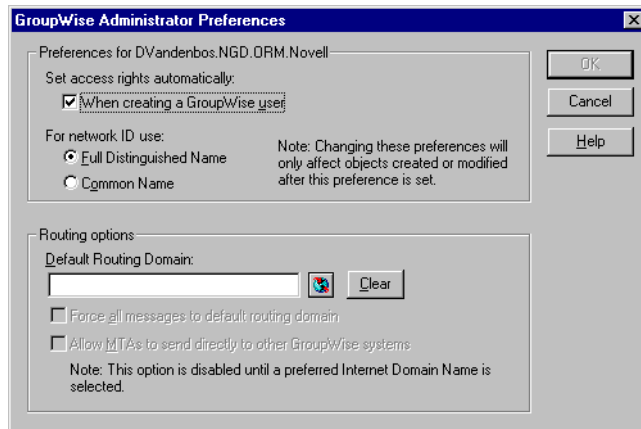 GroupWise Administrator Preferences
Preferences for DVandenbos.NGD.ORM.Novell
Set access rights automatically:
When creating a GroupWise user
For network ID use:
Full Distinguished Name
Common Name
Note: Changing these preferences will
only affect objects created or modified
after this preference is set.
OK
Cancel
Help
Routing options
Default Routing Domain:
Clear
Force all messages to default routing domain
Allow MTAs to send directly to other GroupWise systems
Note: This option is disabled until a preferred Internet Domain Name is
selected.